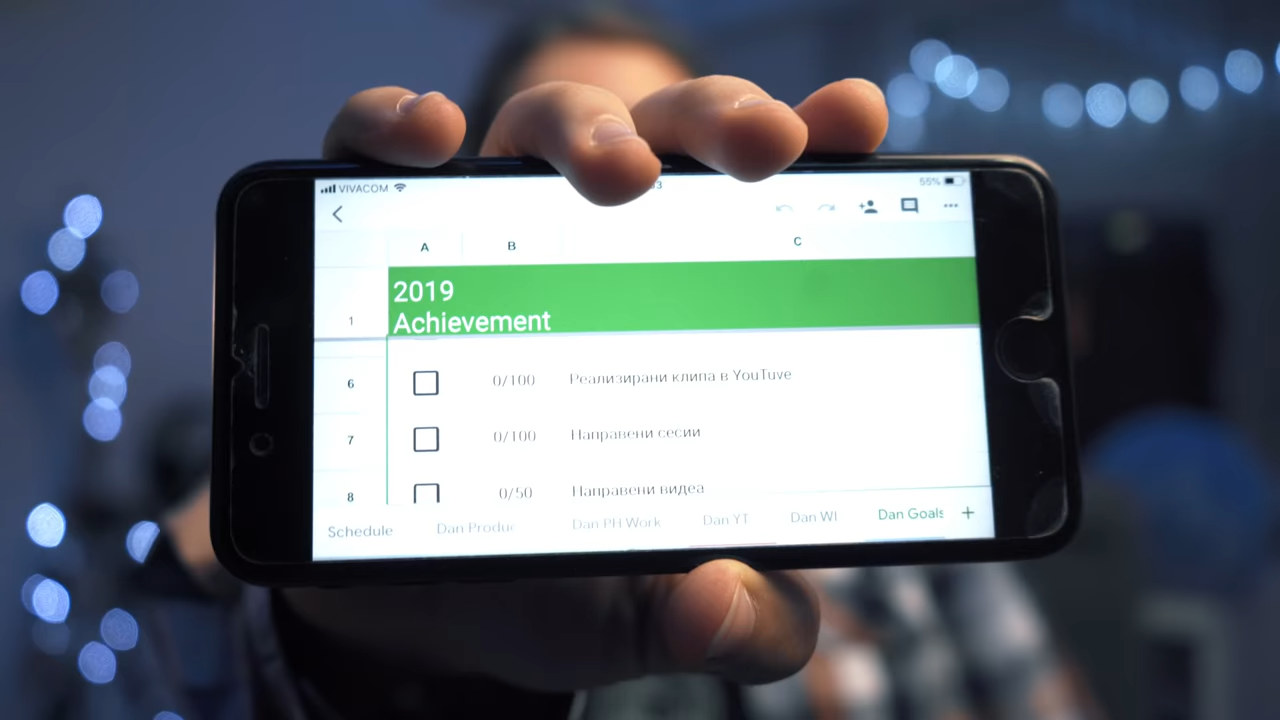 VIVACOM
55%
A B C
1 2019
Achievement
6 0/100 Реализирани клипа в YouTuve
7 0/100 Направени сесии
8 0/50 Направени видеа
Schedule Dan Produc Dan PH Work Dan YT Dan WI Dan Goals +